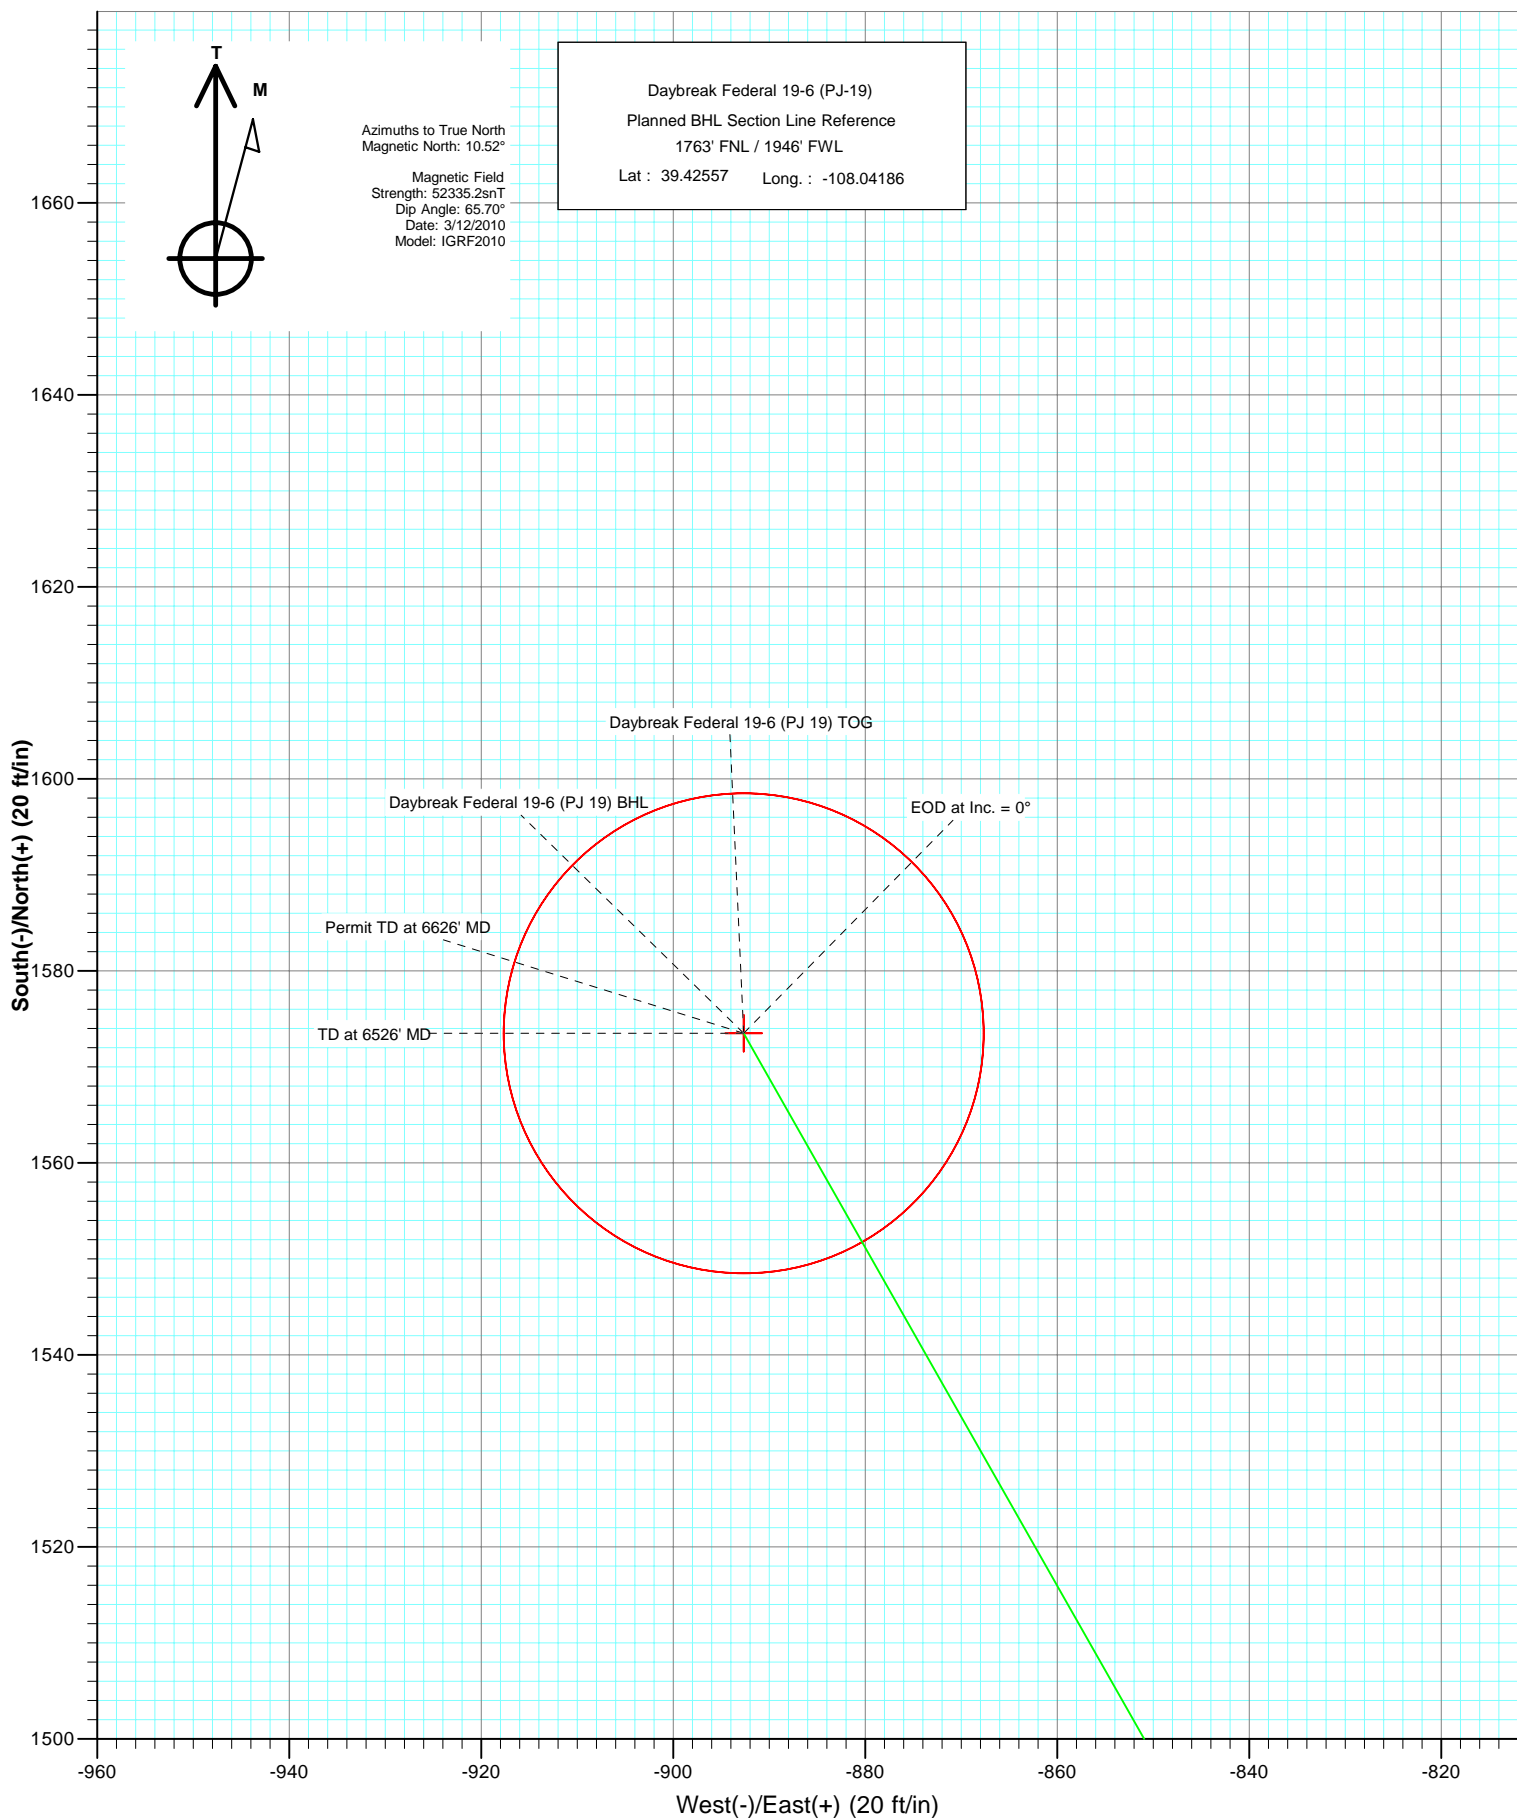 T
M
Azimuths to True North
Magnetic North: 10.52°
Magnetic Field
Strength: 52335.2snT
Dip Angle: 65.70°
Date: 3/12/2010
Model: IGRF2010
Daybreak Federal 19-6 (PJ-19)
Planned BHL Section Line Reference
1763' FNL / 1946' FWL
Lat : 39.42557 Long. : -108.04186
1660
1640
1620
1600
1580
1560
1540
1520
1500
South(-)/North(+) (20 ft/in)
Daybreak Federal 19-6 (PJ 19) TOG
Daybreak Federal 19-6 (PJ 19) BHL
EOD at Inc. = 0°
Permit TD at 6626' MD
TD at 6526' MD
-960 -940 -920 -900 -880 -860 -840 -820
West(-)/East(+) (20 ft/in)